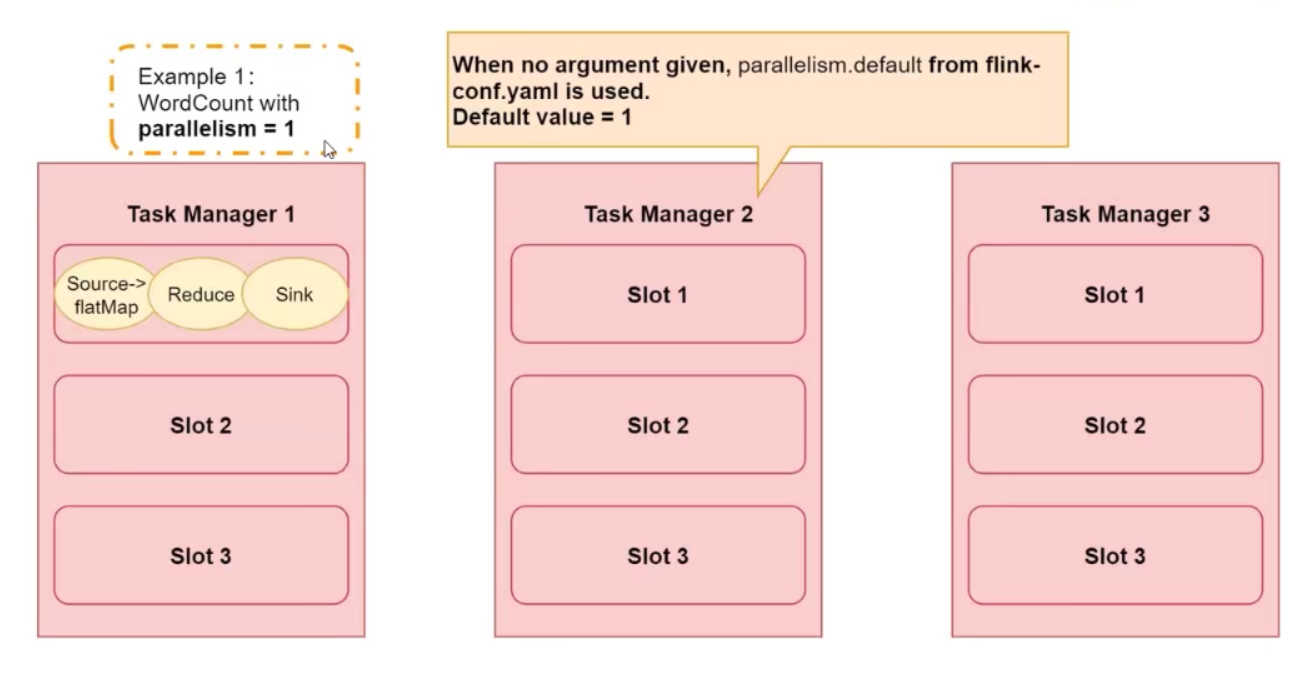 Example 1:
WordCount with
parallelism = 1
When no argument given, parallelism.default from flink-
conf.yaml is used.
Default value = 1
Task Manager 1
Source->
flatMap
Reduce
Sink
Slot 2
Slot 3
Task Manager 2
Slot 1
Slot 2
Slot 3
Task Manager 3
Slot 1
Slot 2
Slot 3